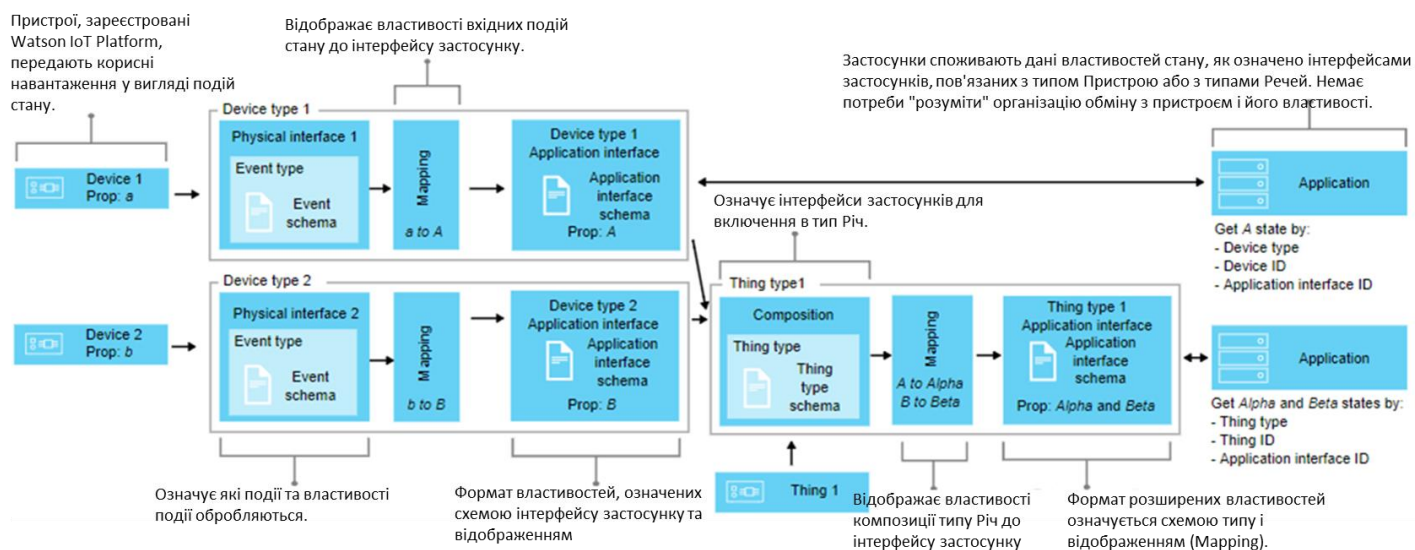 Пристрої, зареєстровані
Watson IoT Platform,
передають корисні
навантаження у вигляді подій
стану.
Відображає властивості вхідних подій
стану до інтерфейсу застосунку.
Застосунки споживають дані властивостей стану, як означено інтерфейсами
застосунків, пов'язаних з типом Пристрою або з типами Речей. Немає
потреби "розуміти" організацію обміну з пристроєм і його властивості.
Device 1
Prop: a
Device type 1
Physical interface 1
Event type
Event
schema
Mapping
a to A
Device type 1
Application interface
Application
interface
schema
Prop: A
Application
Get A state by:
- Device type
- Device ID
- Application interface ID
Означує інтерфейси застосунків для
включення в тип Річ.
Device 2
Prop: b
Device type 2
Physical interface 2
Event type
Event
schema
Mapping
b to B
Device type 2
Application interface
Application
interface
schema
Prop: B
Thing type1
Composition
Thing type
Thing
type
schema
Mapping
A to Alpha
B to Beta
Thing type 1
Application interface
Application
interface
schema
Prop: Alpha and Beta
Application
Get Alpha and Beta states by:
- Thing type
- Thing ID
- Application interface ID
Thing 1
Означує які події та властивості
події обробляються.
Формат властивостей, означених
схемою інтерфейсу застосунку та
відображенням
Відображає властивості
композиції типу Річ до
інтерфейсу застосунку
Формат розширених властивостей
означується схемою типу і
відображенням (Mapping).